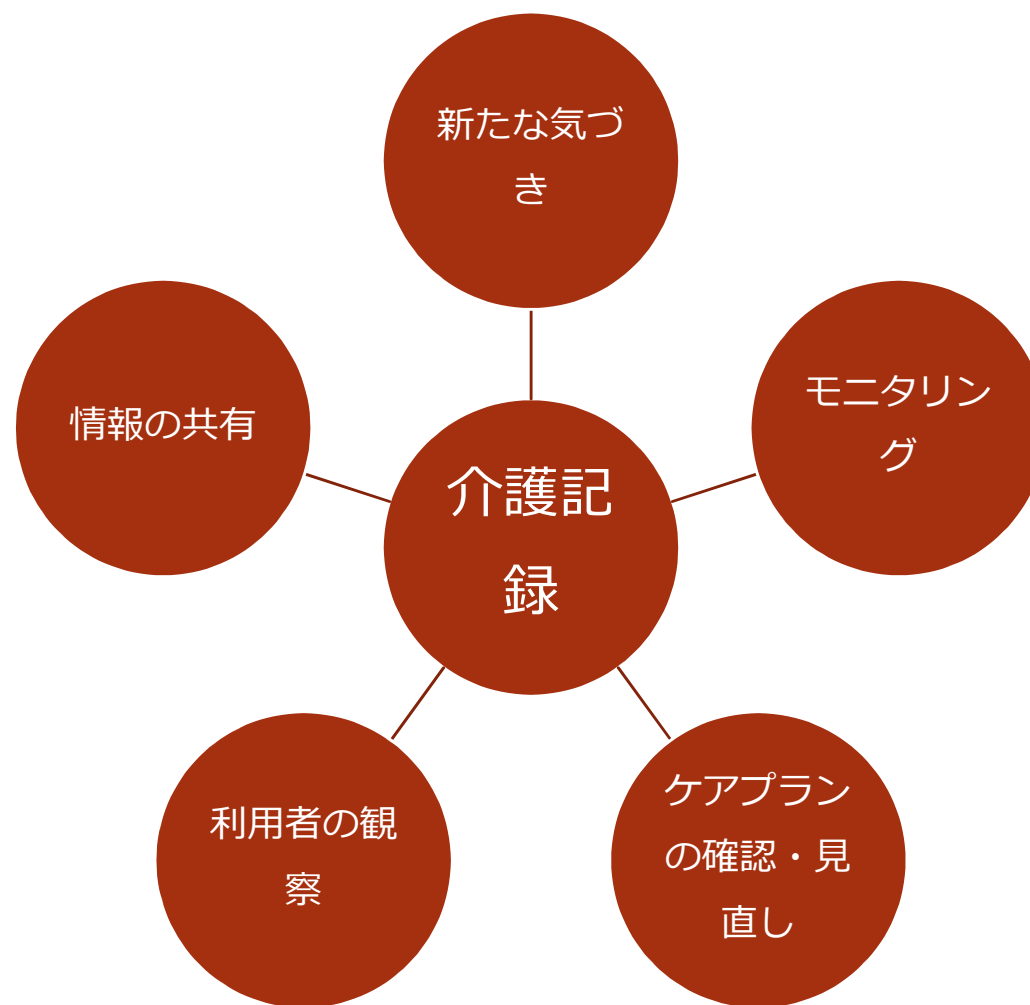 新たな気づ
き
モニタリン
グ
情報の共有
介護記
録
ケアプラン
の確認・見
直し
利用者の観
察